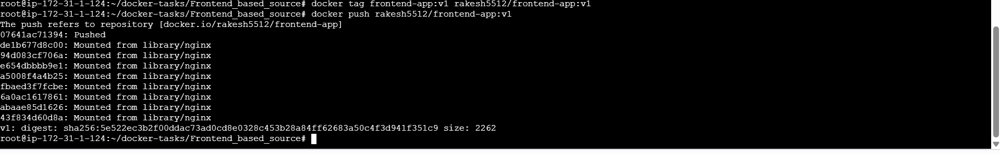 root@ip-172-31-1-124:~/docker-tasks/Frontend_based_source# docker tag frontend-app:v1 rakesh5512/frontend-app:v1
root@ip-172-31-1-124:~/docker-tasks/Frontend_based_source# docker push rakesh5512/frontend-app:v1
The push refers to repository [docker.io/rakesh5512/frontend-app]
07641ac71394: Pushed
de1b677d8c00: Mounted from library/nginx
94d083cf706a: Mounted from library/nginx
e654dbbbb9e1: Mounted from library/nginx
a5008f4a4b25: Mounted from library/nginx
fbaed3f7fcbe: Mounted from library/nginx
6a0ac1617861: Mounted from library/nginx
abaae85d1626: Mounted from library/nginx
43f834d60d8a: Mounted from library/nginx
v1: digest: sha256:5e522ec3b2f00ddac73ad0cd8e0328c453b28a84ff62683a50c4f3d941f351c9 size: 2262
root@ip-172-31-1-124:~/docker-tasks/Frontend_based_source#